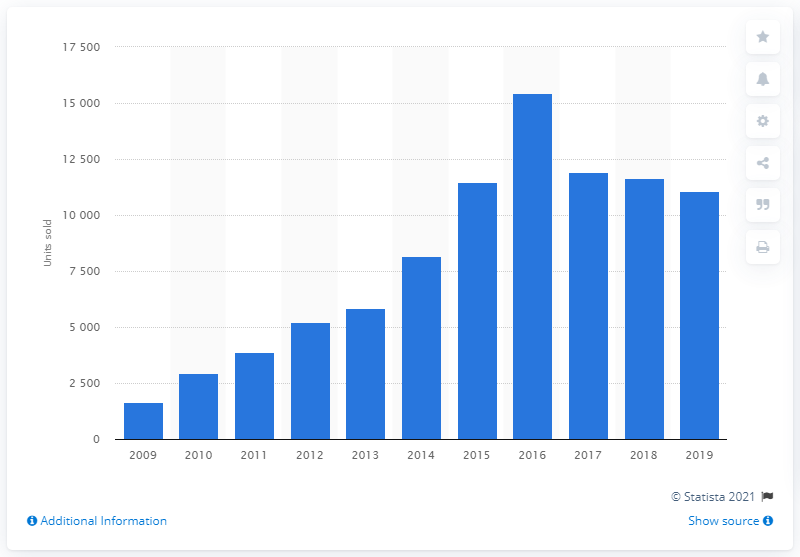 17 500
15 000
12 500
10 000
7 500
5 000
2 500
0
Units sold
2009 2010 2011 2012 2013 2014 2015 2016 2017 2018 2019
© Statista 2021
Additional Information
Show source